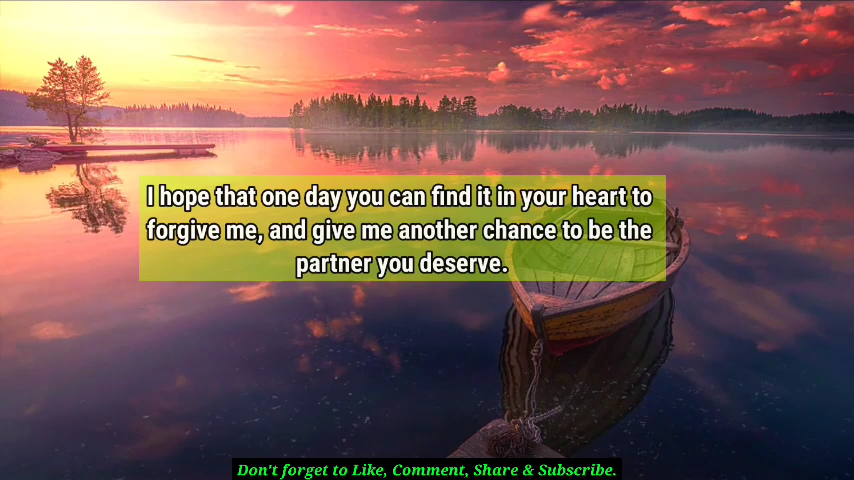 I hope that one day you can find it in your heart to
forgive me, and give me another chance to be the
partner you deserve.
Don't forget to Like, Comment, Share & Subscribe.